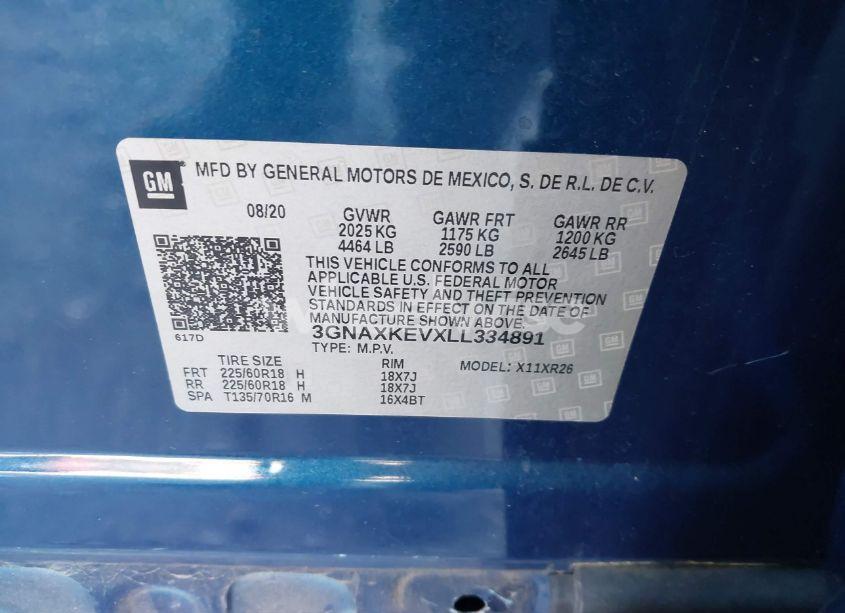 GM
MFD BY GENERAL MOTORS DE MEXICO, S. DE R.L. DE C.V.
08/20 GVWR GAWR FRT GAWR RR
2025 KG 1175 KG 1200 KG
4464 LB 2590 LB 2645 LB
THIS VEHICLE CONFORMS TO ALL
APPLICABLE U.S. FEDERAL MOTOR
VEHICLE SAFETY AND THEFT PREVENTION
STANDARDS IN EFFECT ON THE DATE OF
MANUFACTURE SHOWN ABOVE.
617D
3GNAXKEVXLL334891
TYPE: M.P.V. MODEL: X11XR26
TIRE SIZE RIM
FRT 225/60R18 H 18X7J
RR 225/60R18 H 18X7J
SPA T135/70R16 M 16X4BT